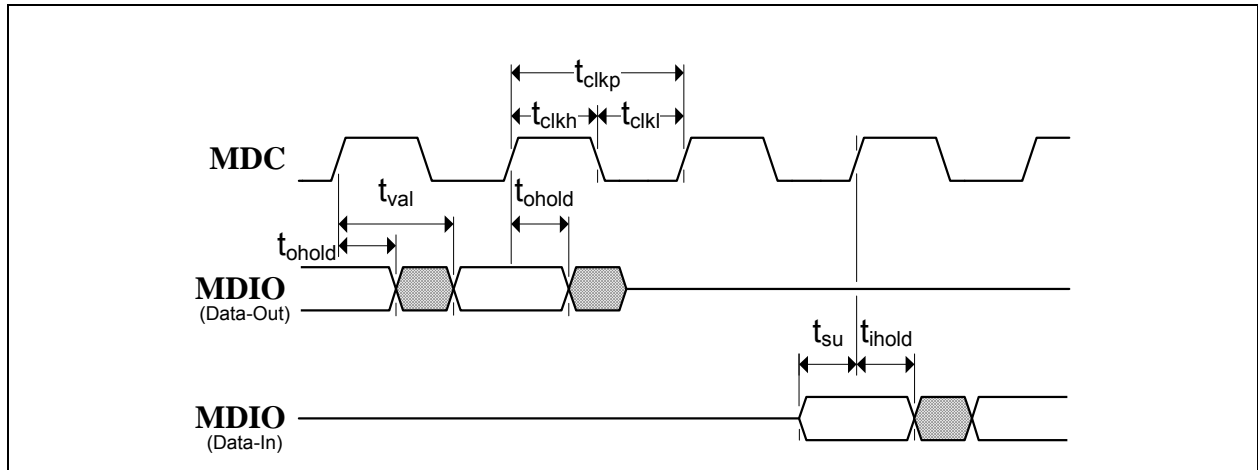 tclkp
tclkh tclkl
MDC
tval
tohold
tohold
MDIO
(Data-Out)
tsu tihold
MDIO
(Data-In)